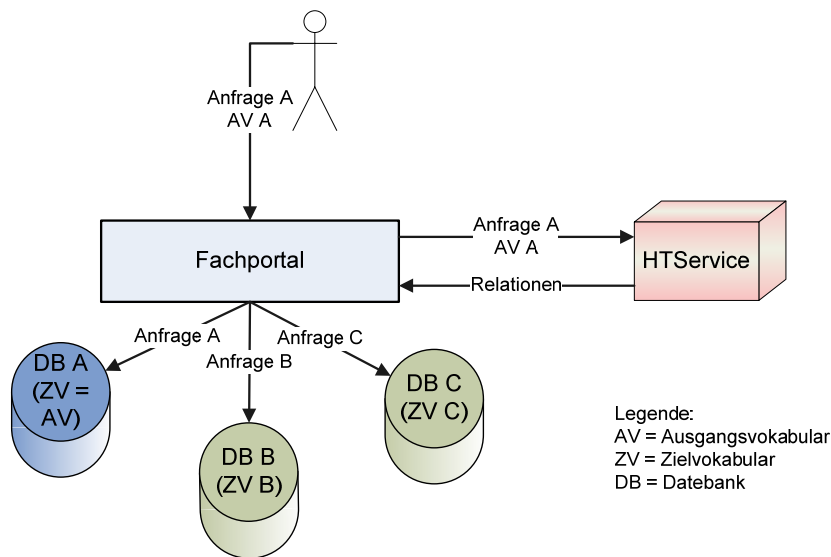 Anfrage A
AV A
Fachportal
Anfrage A
AV A
HTService
Relationen
Anfrage A
Anfrage B
Anfrage C
DB A
(ZV =
AV)
DB B
(ZV B)
DB C
(ZV C)
Legende:
AV = Ausgangsvokabular
ZV = Zielvokabular
DB = Datebank